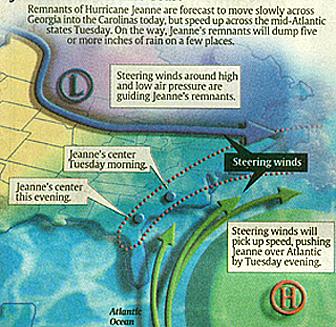 Remnants of Hurricane Jeanne are forecast to move slowly across
Georgia into the Carolinas today, but speed up across the mid-Atlantic
states Tuesday. On the way, Jeanne's remnants will dump five
or more inches of rain on a few places.
L
Steering winds around high
and low air pressure are
guiding Jeanne's remnants.
Jeanne's center
Tuesday morning.
Steering winds
Jeanne's center
this evening.
Steering winds will
pick up speed, pushing
Jeanne over Atlantic
by Tuesday evening.
H
Atlantic
Ocean